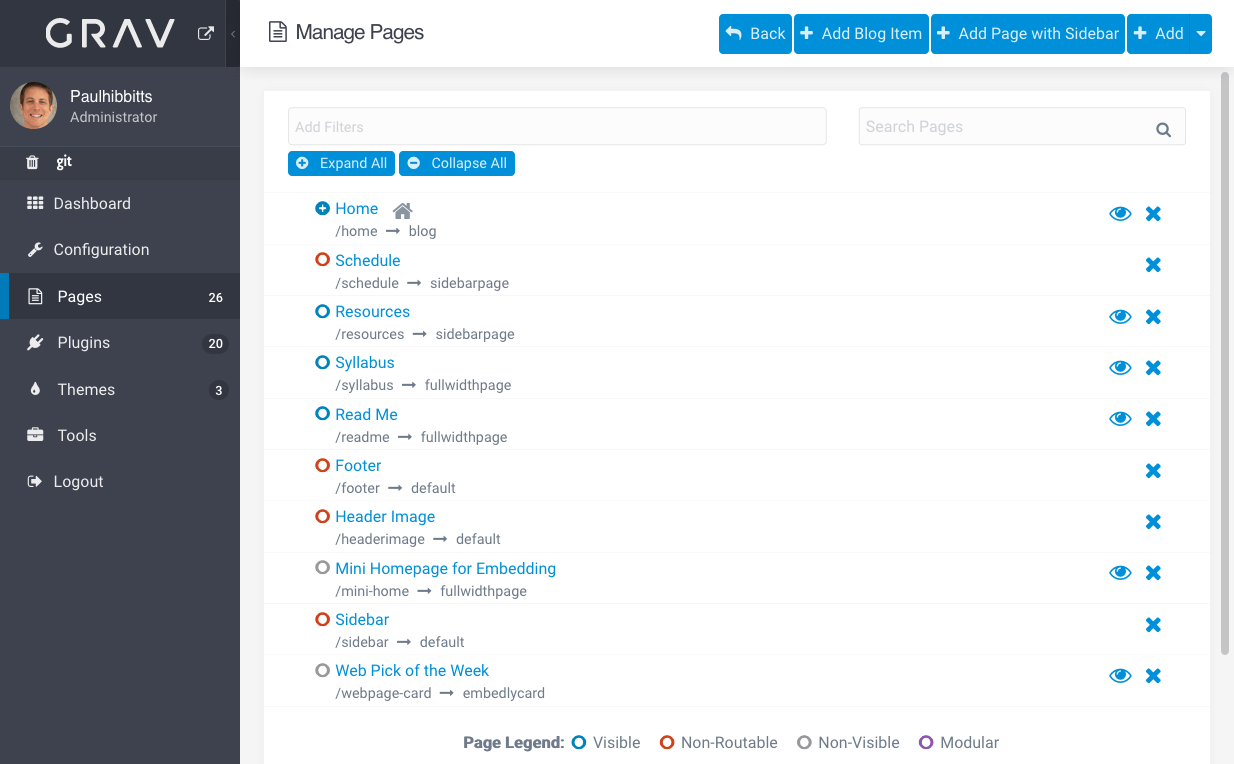 GRAV
Manage Pages
Back
Add Blog Item
Add Page with Sidebar
Add
Paulhibbitts
Administrator
git
Dashboard
Configuration
Pages 26
Plugins 20
Themes 3
Tools
Logout
Add Filters
Search Pages
Expand All
Collapse All
Home
/home → blog
Schedule
/schedule → sidebarpage
Resources
/resources → sidebarpage
Syllabus
/syllabus → fullwidthpage
Read Me
/readme → fullwidthpage
Footer
/footer → default
Header Image
/headerimage → default
Mini Homepage for Embedding
/mini-home → fullwidthpage
Sidebar
/sidebar → default
Web Pick of the Week
/webpage-card → embedlycard
Page Legend: Visible Non-Routable Non-Visible Modular